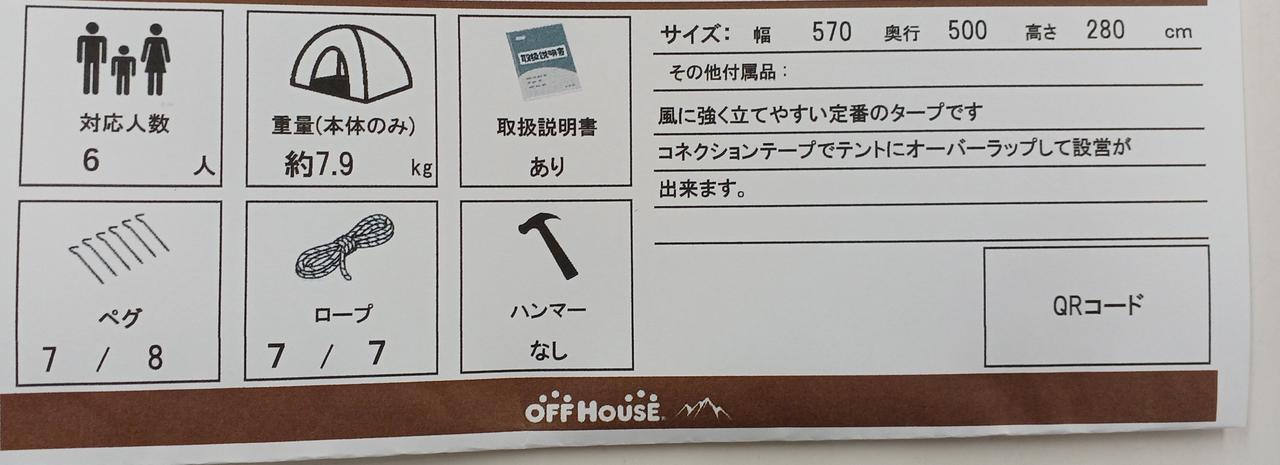 対応人数
6 人
重量(本体のみ)
約7.9 kg
取扱説明書
取扱説明書
あり
ペグ
7 / 8
ロープ
7 / 7
ハンマー
なし
サイズ: 幅 570 奥行 500 高さ 280 cm
その他付属品:
風に強く立てやすい定番のタープです
コネクションテープでテントにオーバーラップして設営が
出来ます。
QRコード
OFF HOUSE